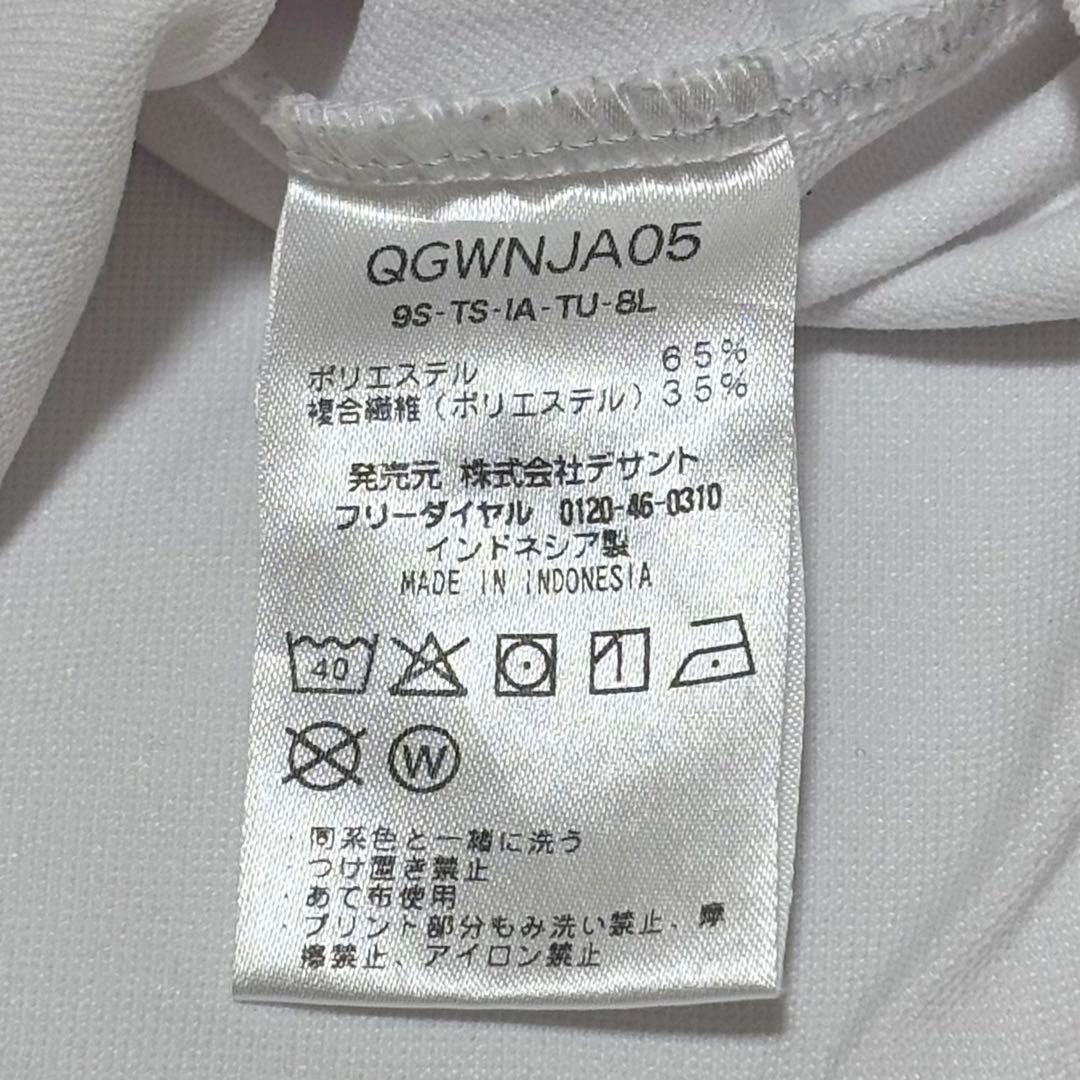 QGWNJA05
9S-TS-IA-TU-8L
ポリエステル 65%
複合繊維(ポリエステル) 35%
発売元 株式会社デサント
フリーダイヤル 0120-46-0310
インドネシア製
MADE IN INDONESIA
40
W
・同系色と一緒に洗う
・つけ置き禁止
・あて布使用
・プリント部分もみ洗い禁止、摩
擦禁止、アイロン禁止